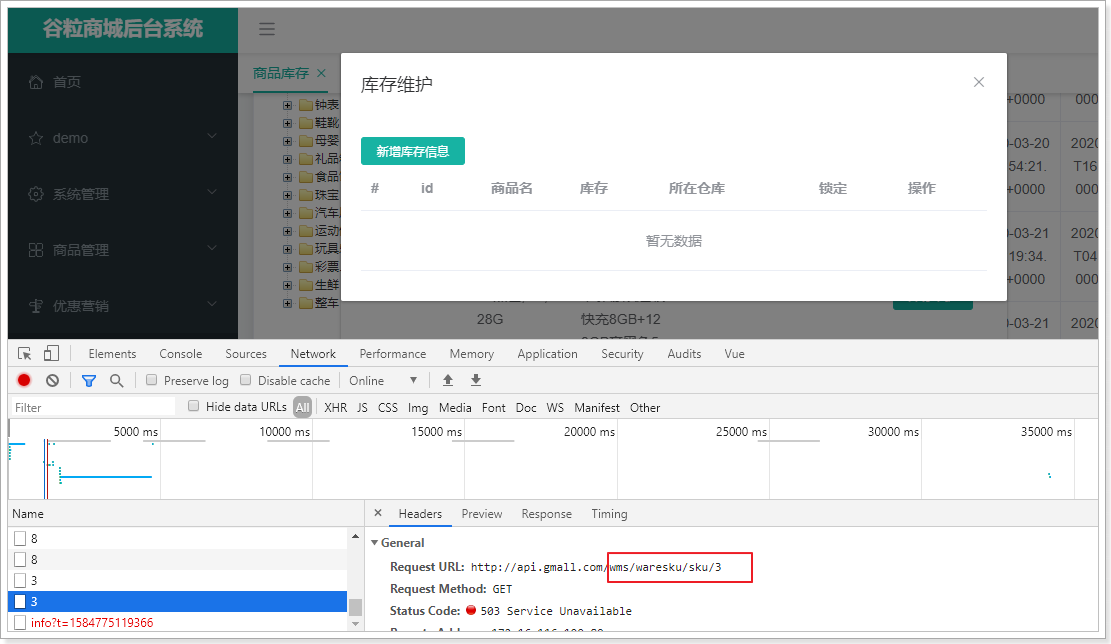 谷粒商城后台系统
首页
demo
系统管理
商品管理
优惠营销
商品库存 ×
钟表
鞋靴
母婴
礼品
食品
珠宝
汽车
运动
玩具
彩票
生鲜
整车
库存维护
新增库存信息
# id 商品名 库存 所在仓库 锁定 操作
暂无数据
28G 快充8GB+12
+0000 000
-03-20 2020
54:21. T16
+0000 000
-03-21 2020
19:34. T04
+0000 000
-03-21 2020
Elements Console Sources Network Performance Memory Application Security Audits Vue
Preserve log Disable cache Online
Filter Hide data URLs All XHR JS CSS Img Media Font Doc WS Manifest Other
5000 ms 10000 ms 15000 ms 20000 ms 25000 ms 30000 ms 35000 ms
Name
8
8
3
3
info?t=1584775119366
× Headers Preview Response Timing
General
Request URL: http://api.gmall.com/wms/waresku/sku/3
Request Method: GET
Status Code: 503 Service Unavailable